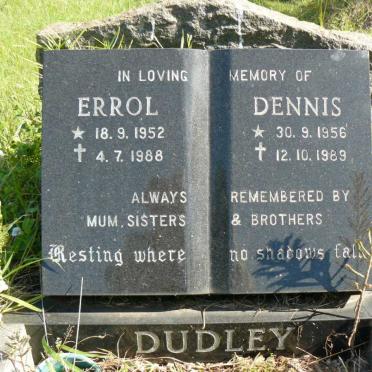 IN LOVING MEMORY OF
ERROL DENNIS
★ 18.9.1952 ★ 30.9.1956
✝ 4.7.1988 ✝ 12.10.1989
ALWAYS REMEMBERED BY
MUM, SISTERS & BROTHERS
Resting where no shadows fall
DUDLEY